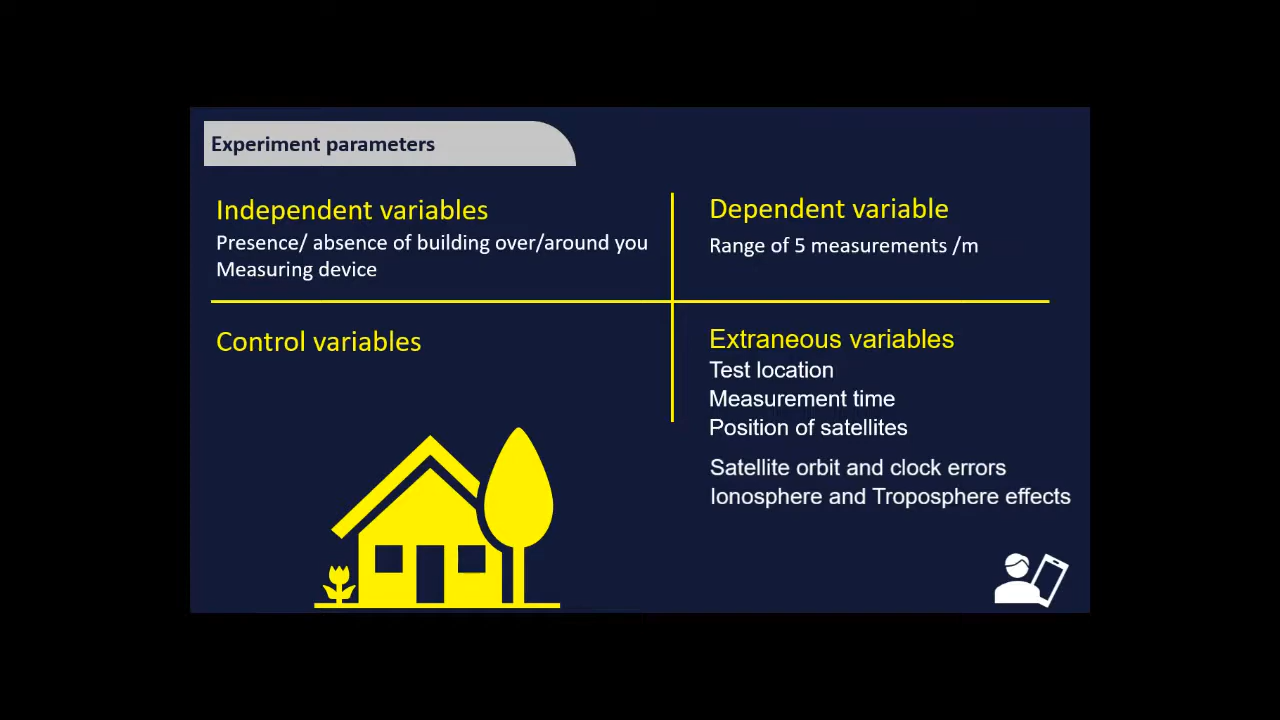 Experiment parameters
Independent variables
Presence/ absence of building over/around you
Measuring device
Dependent variable
Range of 5 measurements /m
Control variables
Extraneous variables
Test location
Measurement time
Position of satellites
Satellite orbit and clock errors
Ionosphere and Troposphere effects